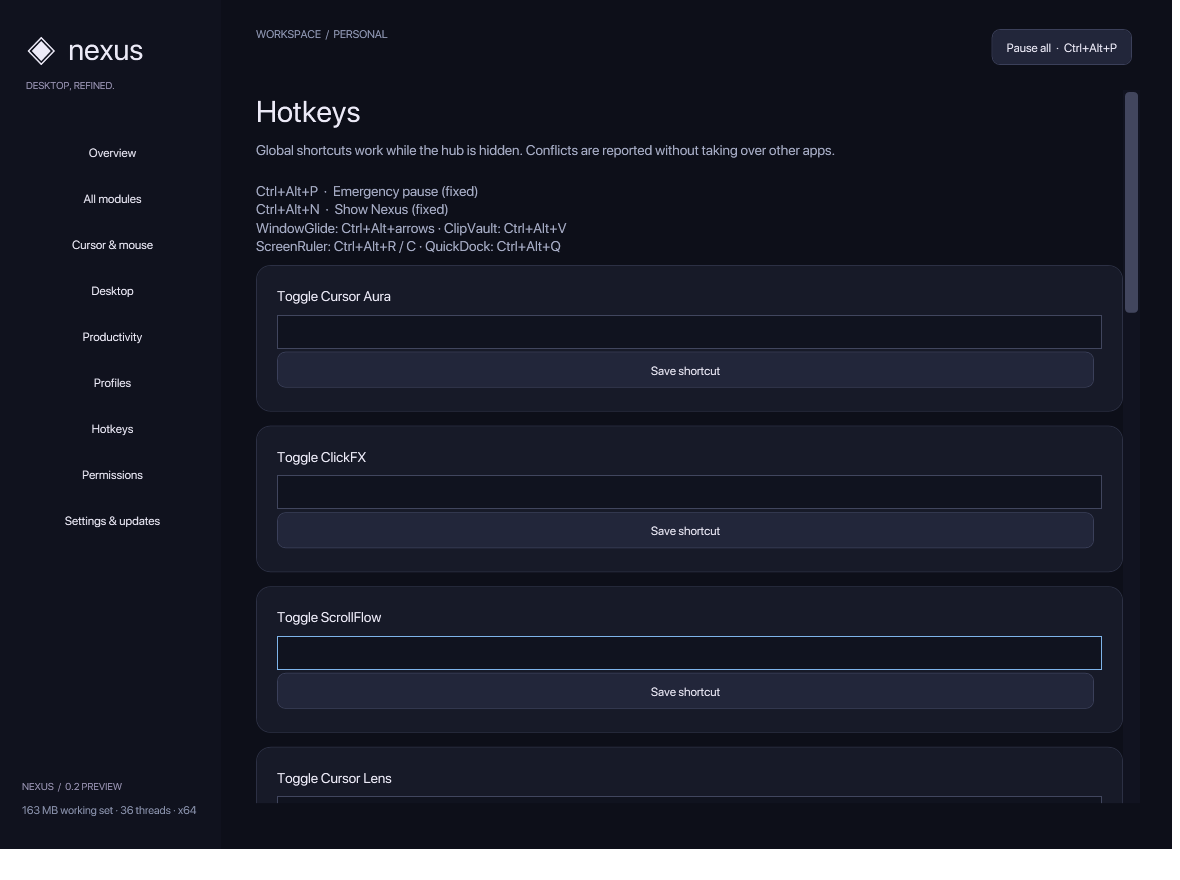 nexus
DESKTOP, REFINED.
Overview
All modules
Cursor & mouse
Desktop
Productivity
Profiles
Hotkeys
Permissions
Settings & updates
NEXUS / 0.2 PREVIEW
163 MB working set · 36 threads · x64
WORKSPACE / PERSONAL
Pause all · Ctrl+Alt+P
Hotkeys
Global shortcuts work while the hub is hidden. Conflicts are reported without taking over other apps.
Ctrl+Alt+P · Emergency pause (fixed)
Ctrl+Alt+N · Show Nexus (fixed)
WindowGlide: Ctrl+Alt+arrows · ClipVault: Ctrl+Alt+V
ScreenRuler: Ctrl+Alt+R / C · QuickDock: Ctrl+Alt+Q
Toggle Cursor Aura
Save shortcut
Toggle ClickFX
Save shortcut
Toggle ScrollFlow
Save shortcut
Toggle Cursor Lens